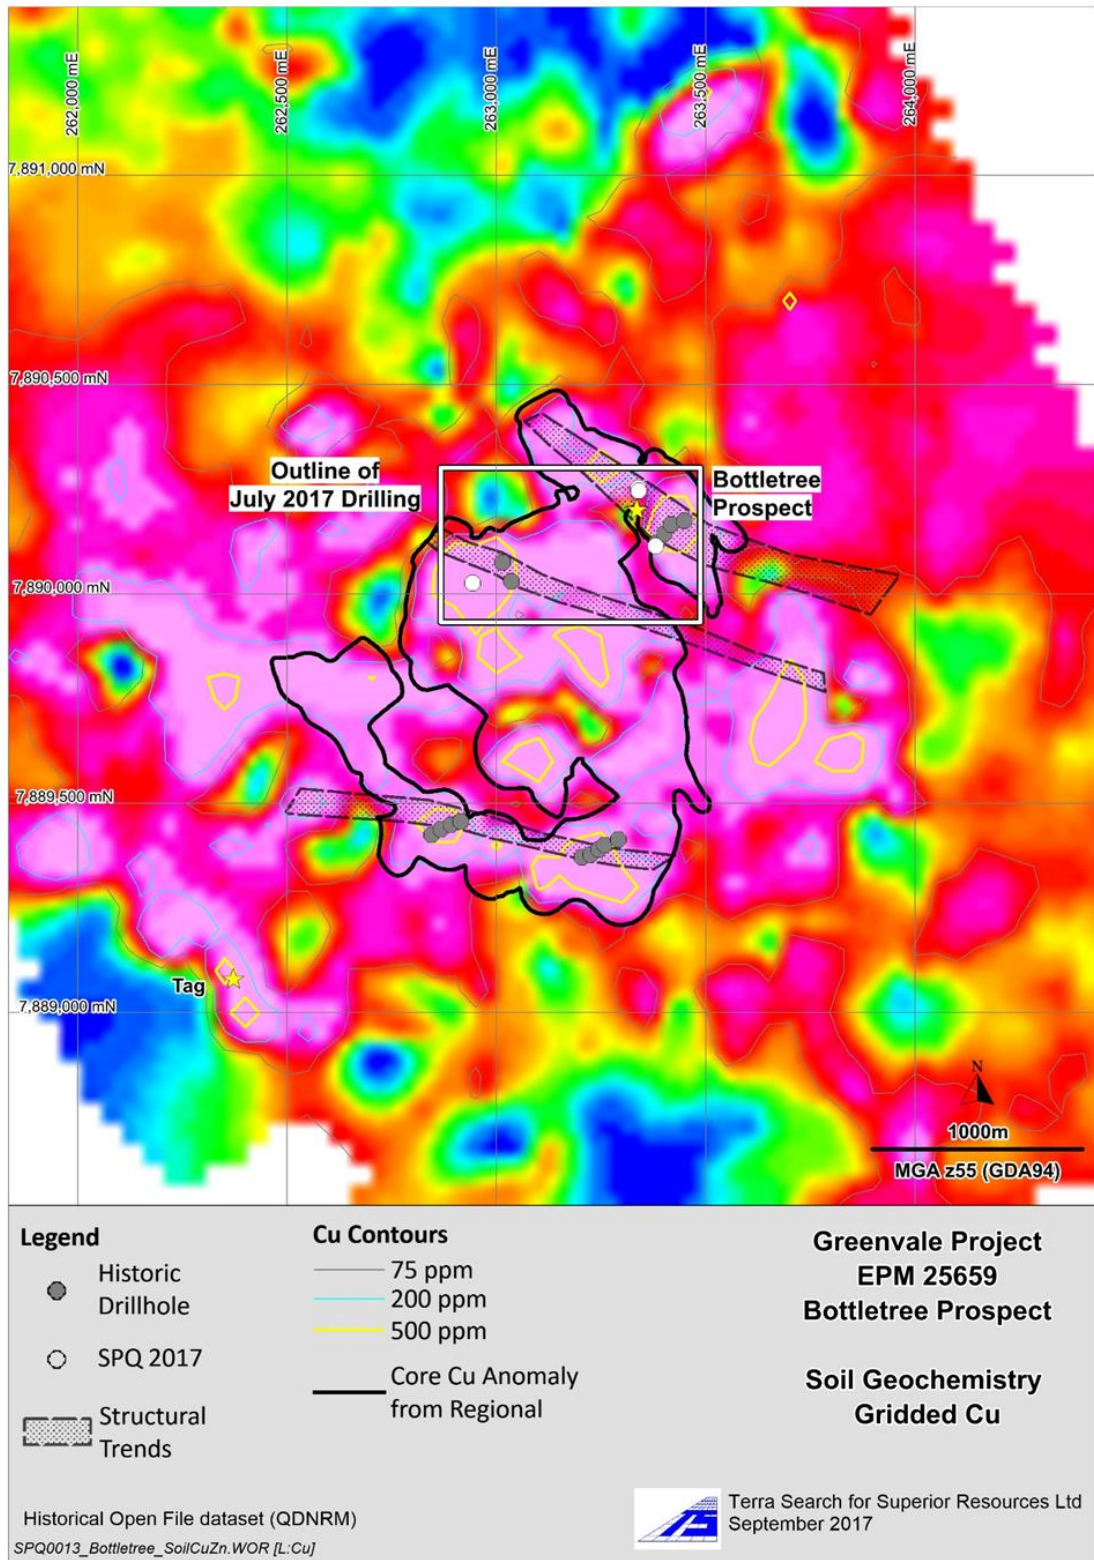 262,000 mE
262,500 mE
263,000 mE
263,500 mE
264,000 mE
7,891,000 mN
7,890,500 mN
Outline of
July 2017 Drilling
Bottletree
Prospect
7,890,000 mN
7,889,500 mN
Tag
7,889,000 mN
N
1000m
MGA z55 (GDA94)
Legend
Historic
Drillhole
SPQ 2017
Structural
Trends
Cu Contours
75 ppm
200 ppm
500 ppm
Core Cu Anomaly
from Regional
Greenvale Project
EPM 25659
Bottletree Prospect
Soil Geochemistry
Gridded Cu
Historical Open File dataset (QDNRM)
SPQ0013_Bottletree_SoilCuZn.WOR [L:Cu]
Terra Search for Superior Resources Ltd
September 2017